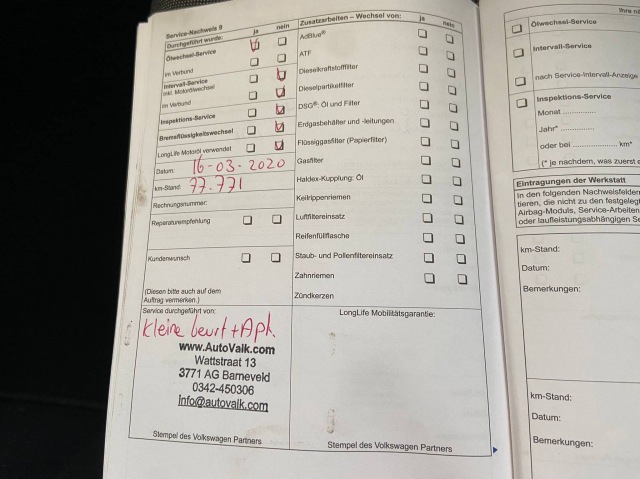 Service-Nachweis 9
Durchgeführt wurde: ja nein
Ölwechsel-Service
im Verbund
Intervall-Service
inkl. Motorölwechsel
im Verbund
Inspektions-Service
Bremsflüssigkeitswechsel
LongLife Motoröl verwendet
Datum: 16-03-2020
km-Stand: 77.771
Rechnungsnummer:
Reparaturempfehlung
Kundenwunsch
(Diesen bitte auch auf dem
Auftrag vermerken.)
Service durchgeführt von:
kleine beurt + Apk.
www.AutoValk.com
Wattstraat 13
3771 AG Barneveld
0342-450306
info@autovalk.com
Stempel des Volkswagen Partners
Zusatzarbeiten – Wechsel von: ja nein
AdBlue®
ATF
Dieselkraftstofffilter
Dieselpartikelfilter
DSG®: Öl und Filter
Erdgasbehälter und -leitungen
Flüssiggasfilter (Papierfilter)
Gasfilter
Haldex-Kupplung: Öl
Keilrippenriemen
Luftfiltereinsatz
Reifenfüllflasche
Staub- und Pollenfiltereinsatz
Zahnriemen
Zündkerzen
LongLife Mobilitätsgarantie:
Stempel des Volkswagen Partners
Ihre nä
Ölwechsel-Service
Intervall-Service
nach Service-Intervall-Anzeige
Inspektions-Service
Monat ..............
Jahr* ..............
oder bei .............. km*
(* je nachdem, was zuerst e
Eintragungen der Werkstatt
In den folgenden Nachweisfelder
tieren, die nicht zu den festgelegt
Airbag-Moduls, Service-Arbeiten
oder laufleistungsabhängigen Se
km-Stand:
Datum:
Bemerkungen:
km-Stand:
Datum:
Bemerkungen: